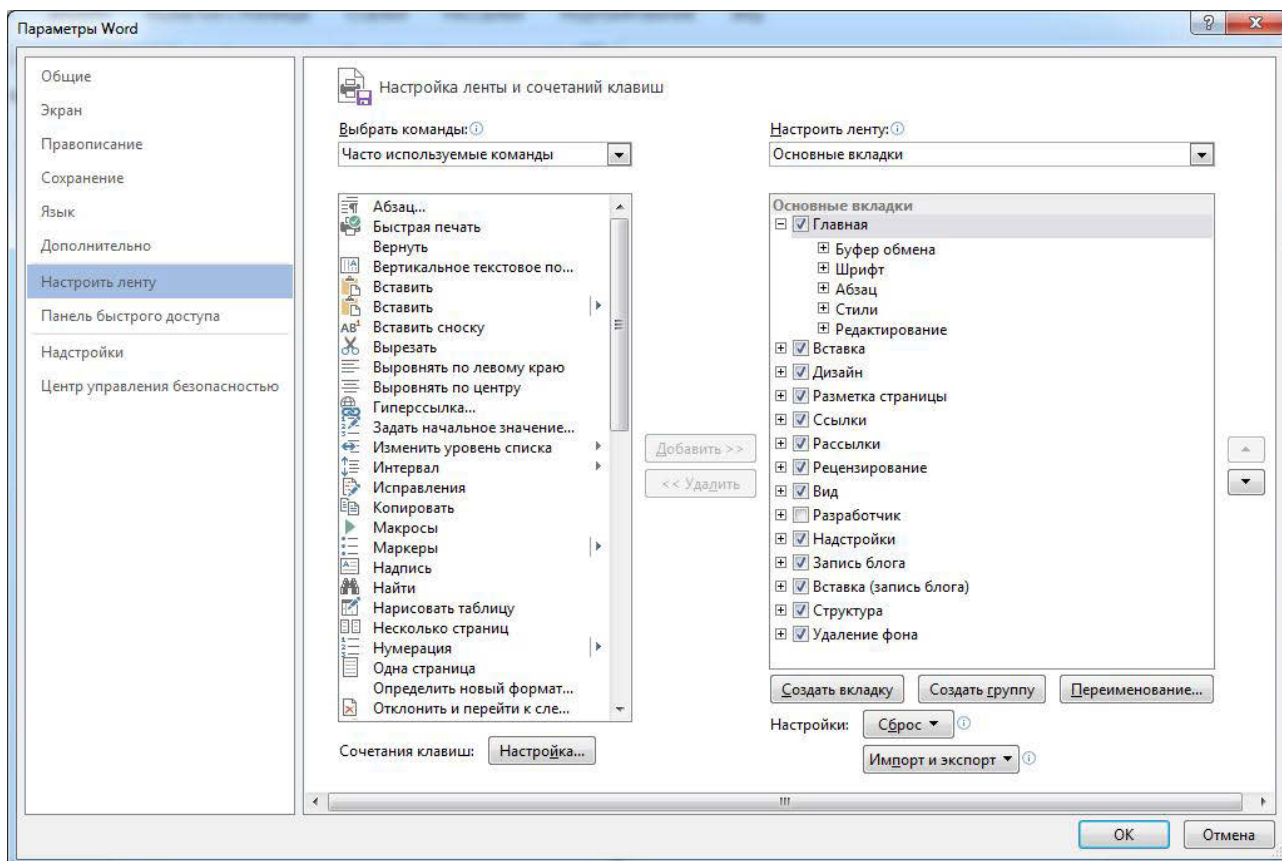 Параметры Word
Общие
Экран
Правописание
Сохранение
Язык
Дополнительно
Настроить ленту
Панель быстрого доступа
Надстройки
Центр управления безопасностью
Настройка ленты и сочетаний клавиш
Выбрать команды:
Часто используемые команды
Абзац...
Быстрая печать
Вернуть
Вертикальное текстовое по...
Вставить
Вставить
Вставить сноску
Вырезать
Выровнять по левому краю
Выровнять по центру
Гиперссылка...
Задать начальное значение...
Изменить уровень списка
Интервал
Исправления
Копировать
Макросы
Маркеры
Надпись
Найти
Нарисовать таблицу
Несколько страниц
Нумерация
Одна страница
Определить новый формат...
Отклонить и перейти к сле...
Сочетания клавиш: Настройка...
Добавить >>
<< Удалить
Настроить ленту:
Основные вкладки
Основные вкладки
Главная
Буфер обмена
Шрифт
Абзац
Стили
Редактирование
Вставка
Дизайн
Разметка страницы
Ссылки
Рассылки
Рецензирование
Вид
Разработчик
Надстройки
Запись блога
Вставка (запись блога)
Структура
Удаление фона
Создать вкладку Создать группу Переименование...
Настройки: Сброс
Импорт и экспорт
ОК Отмена